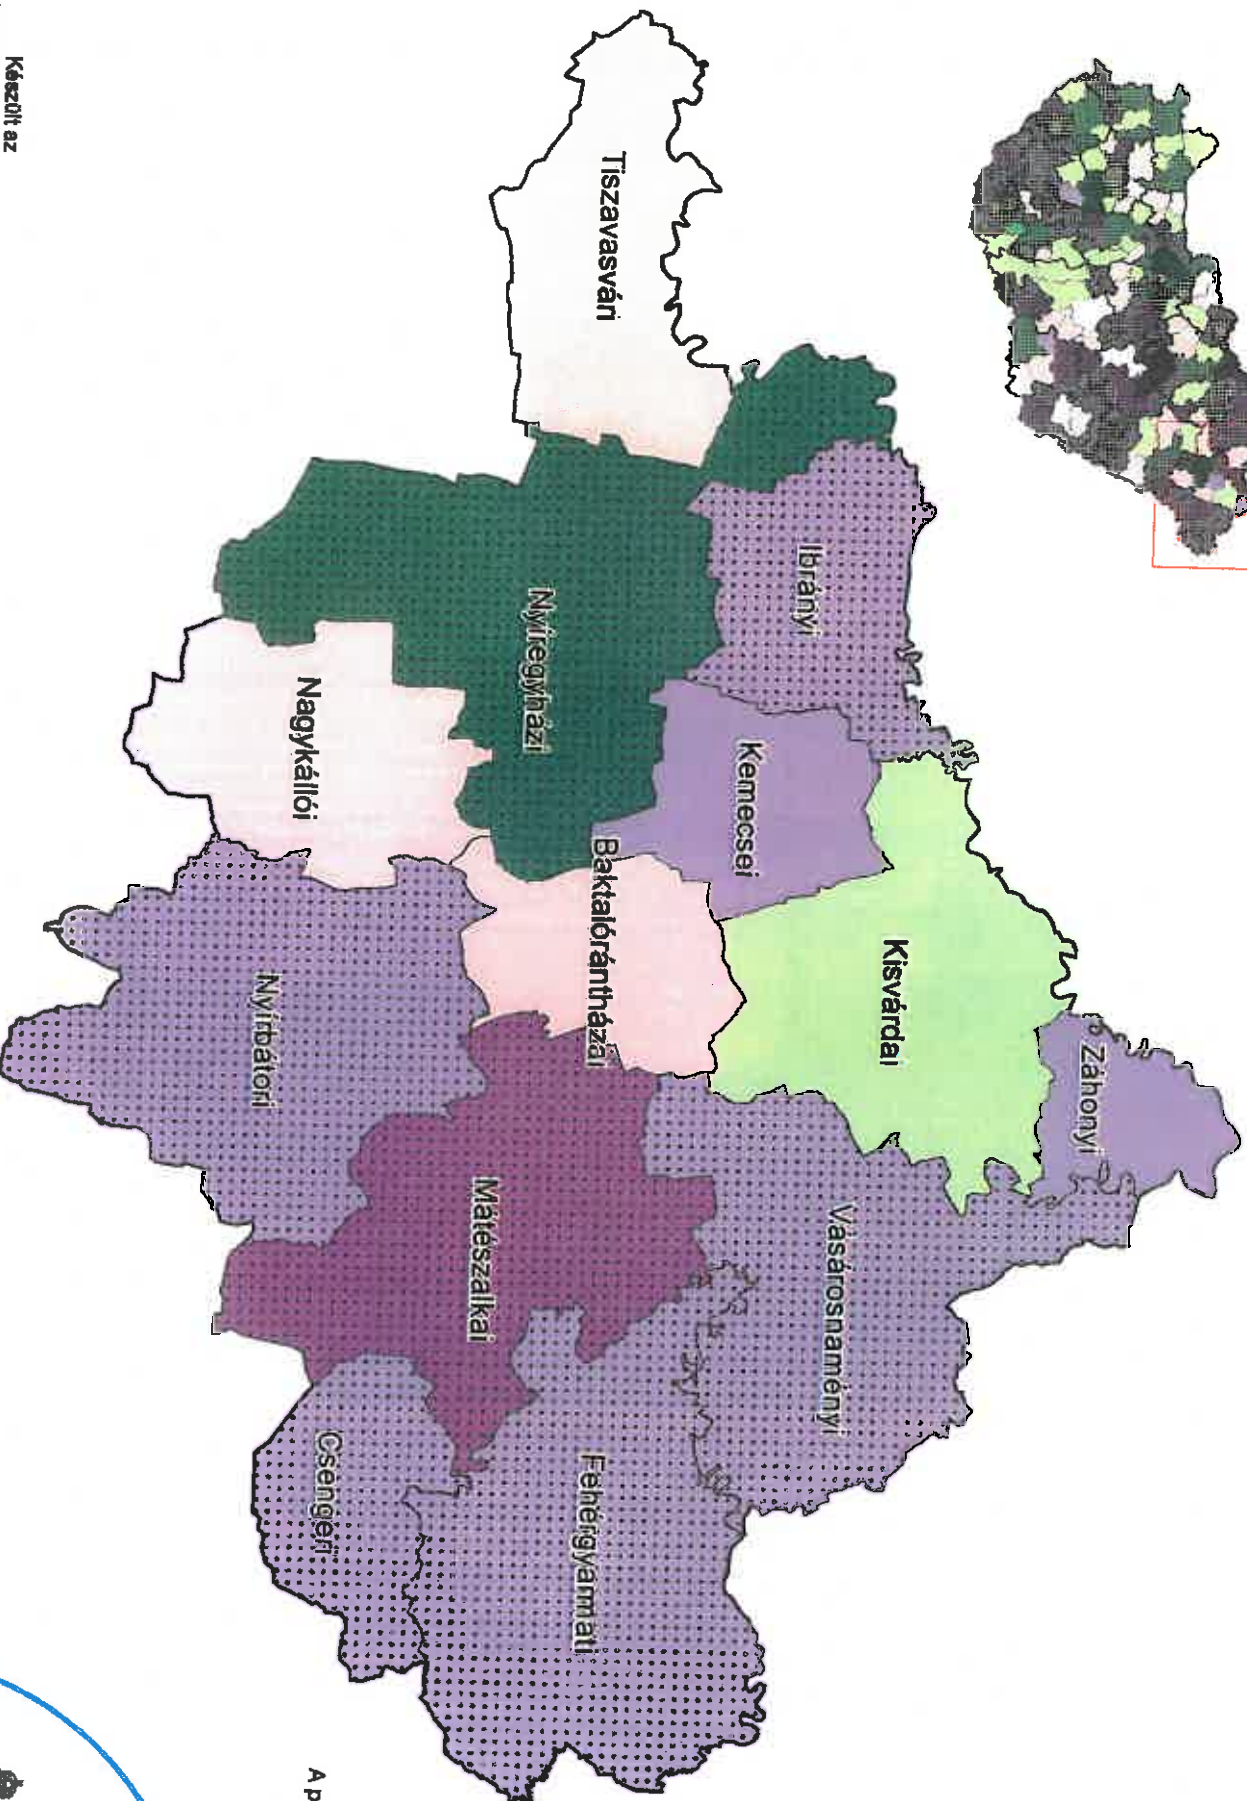 Készült az
Tiszavasvári
Ibrányi
Nyíregyházi
Kemecsei
Nagykállói
Baktalórántházai
Kisvárdai
Záhonyi
Nyírbátori
Vásárosnaményi
Mátészalkai
Fehérgyarmati
Csengeri
A p